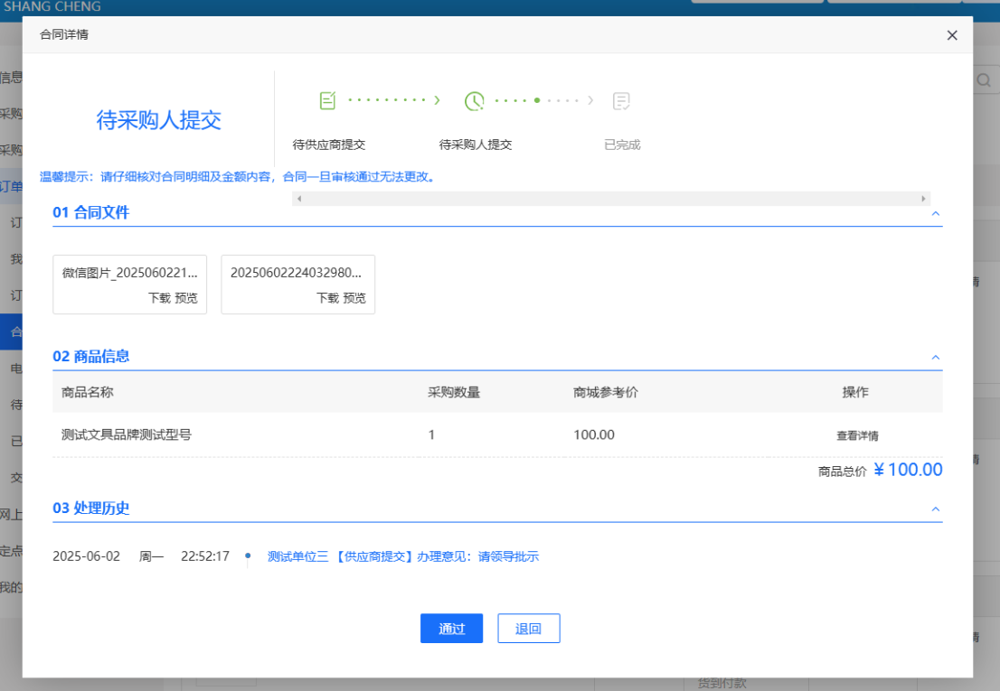 SHANG CHENG
合同详情
信息
采购
采购
订单
订
我
订
合
电
待
已
交
网上
定点
我的
待采购人提交
待供应商提交 待采购人提交 已完成
温馨提示：请仔细核对合同明细及金额内容，合同一旦审核通过无法更改。
01 合同文件
微信图片_2025060221... 20250602224032980...
下载 预览 下载 预览
02 商品信息
商品名称 采购数量 商城参考价 操作
测试文具品牌测试型号 1 100.00 查看详情
商品总价 ￥100.00
03 处理历史
2025-06-02 周一 22:52:17 测试单位三 【供应商提交】办理意见：请领导批示
通过 退回
情
情
情
货到付款